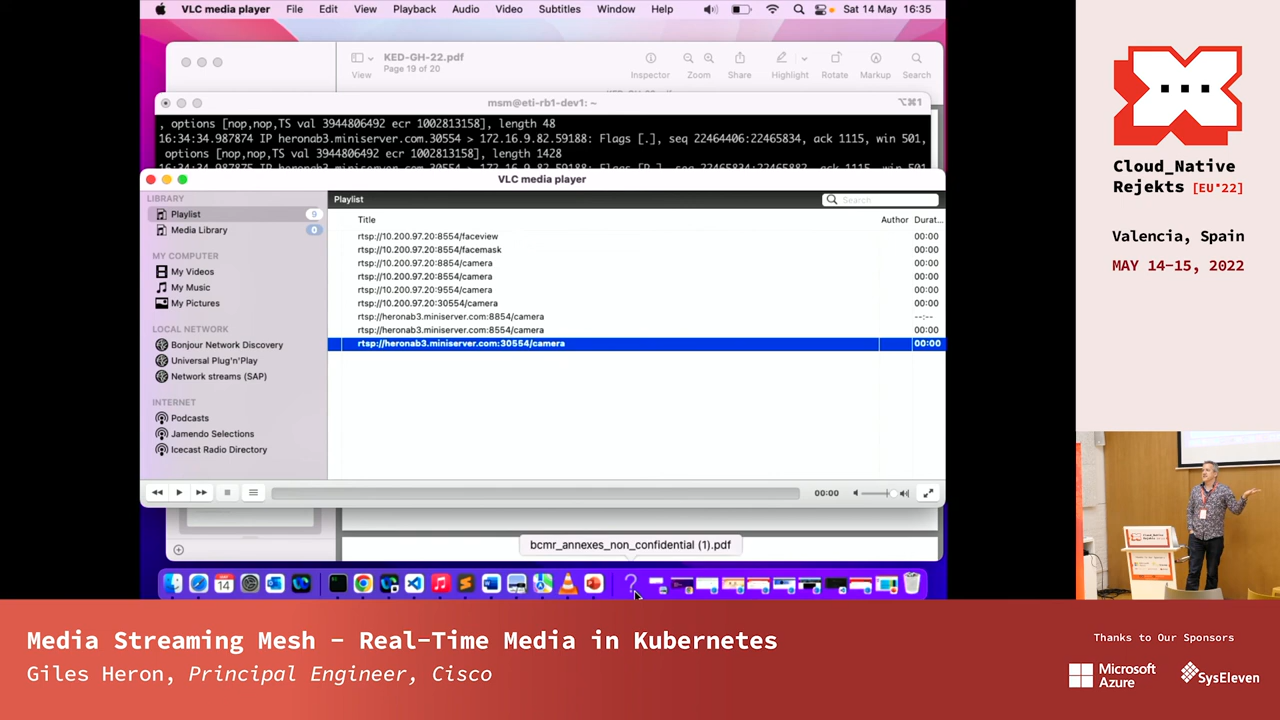 VLC media player File Edit View Playback Audio Video Subtitles Window Help Sat 14 May 16:35
KED-GH-22.pdf
Page 19 of 20
View Inspector Zoom Share Highlight Rotate Markup Search
msm@eti-rb1-dev1: ~ ⌥⌘1
, options [nop,nop,TS val 3944806492 ecr 1002813158], length 48
16:34:34.987874 IP heronab3.miniserver.com.30554 > 172.16.9.82.59188: Flags [.], seq 22464406:22465834, ack 1115, win 501,
options [nop,nop,TS val 3944806492 ecr 1002813158], length 1428
VLC media player
LIBRARY
Playlist 9
Media Library 0
MY COMPUTER
My Videos
My Music
My Pictures
LOCAL NETWORK
Bonjour Network Discovery
Universal Plug'n'Play
Network streams (SAP)
INTERNET
Podcasts
Jamendo Selections
Icecast Radio Directory
Playlist Search
Title Author Durat...
rtsp://10.200.97.20:8554/faceview 00:00
rtsp://10.200.97.20:8554/facemask 00:00
rtsp://10.200.97.20:8854/camera 00:00
rtsp://10.200.97.20:8554/camera 00:00
rtsp://10.200.97.20:9554/camera 00:00
rtsp://10.200.97.20:30554/camera 00:00
rtsp://heronab3.miniserver.com:8854/camera --:--
rtsp://heronab3.miniserver.com:8554/camera 00:00
rtsp://heronab3.miniserver.com:30554/camera 00:00
00:00
bcmr_annexes_non_confidential (1).pdf
14
Cloud_Native
Rejekts [EU*22]
Valencia, Spain
MAY 14-15, 2022
Media Streaming Mesh - Real-Time Media in Kubernetes
Giles Heron, Principal Engineer, Cisco
Thanks to Our Sponsors
Microsoft
Azure
SysEleven